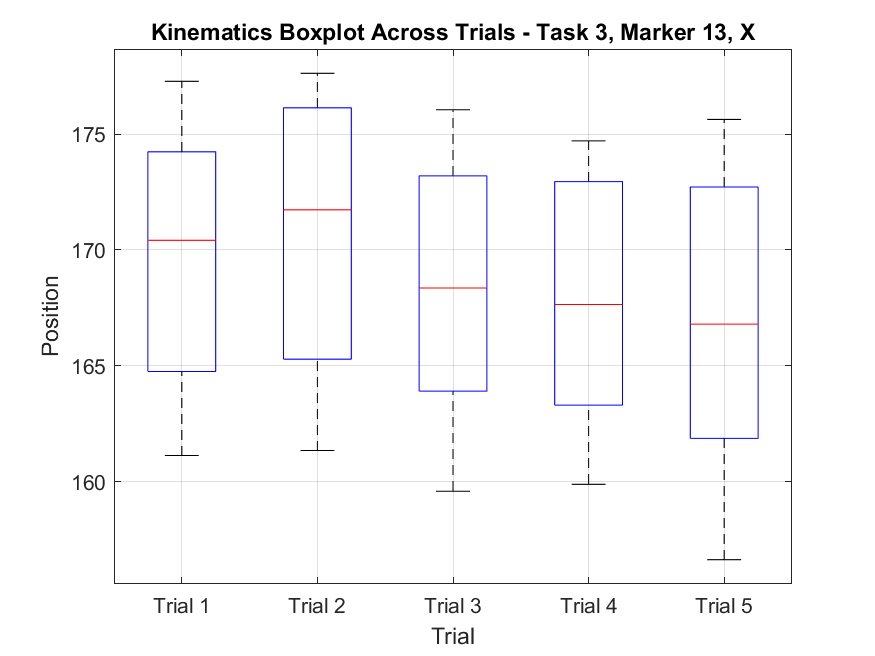 Kinematics Boxplot Across Trials - Task 3, Marker 13, X
175
170
165
160
Position
Trial 1 Trial 2 Trial 3 Trial 4 Trial 5
Trial